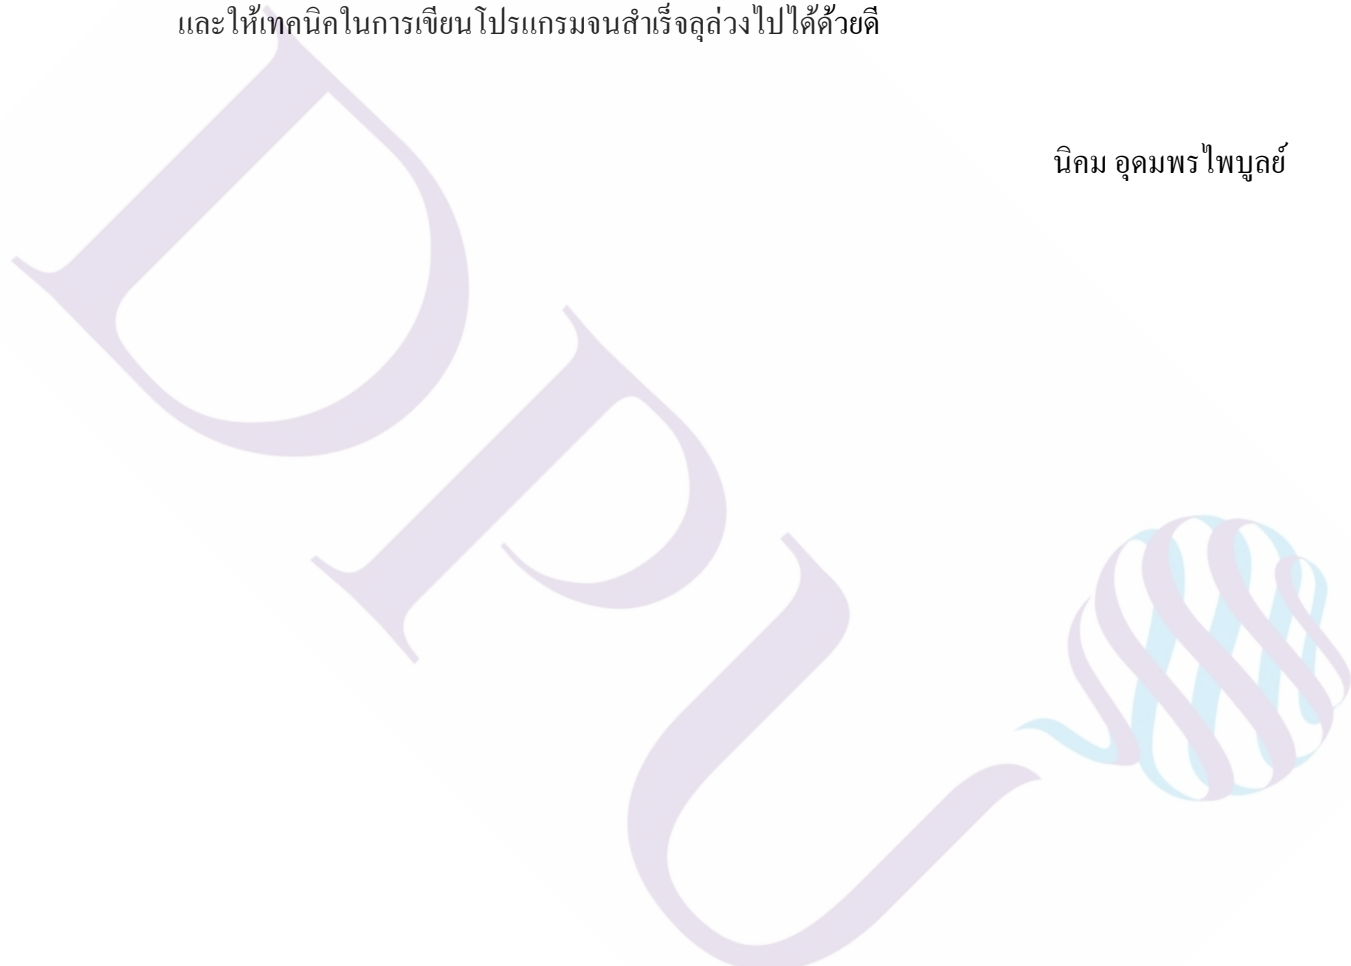 และให้เทคนิคในการเขียนโปรแกรมจนสำเร็จลุล่วงไปได้ด้วยดี
นิคม อุดมพรไพบูลย์
DPU